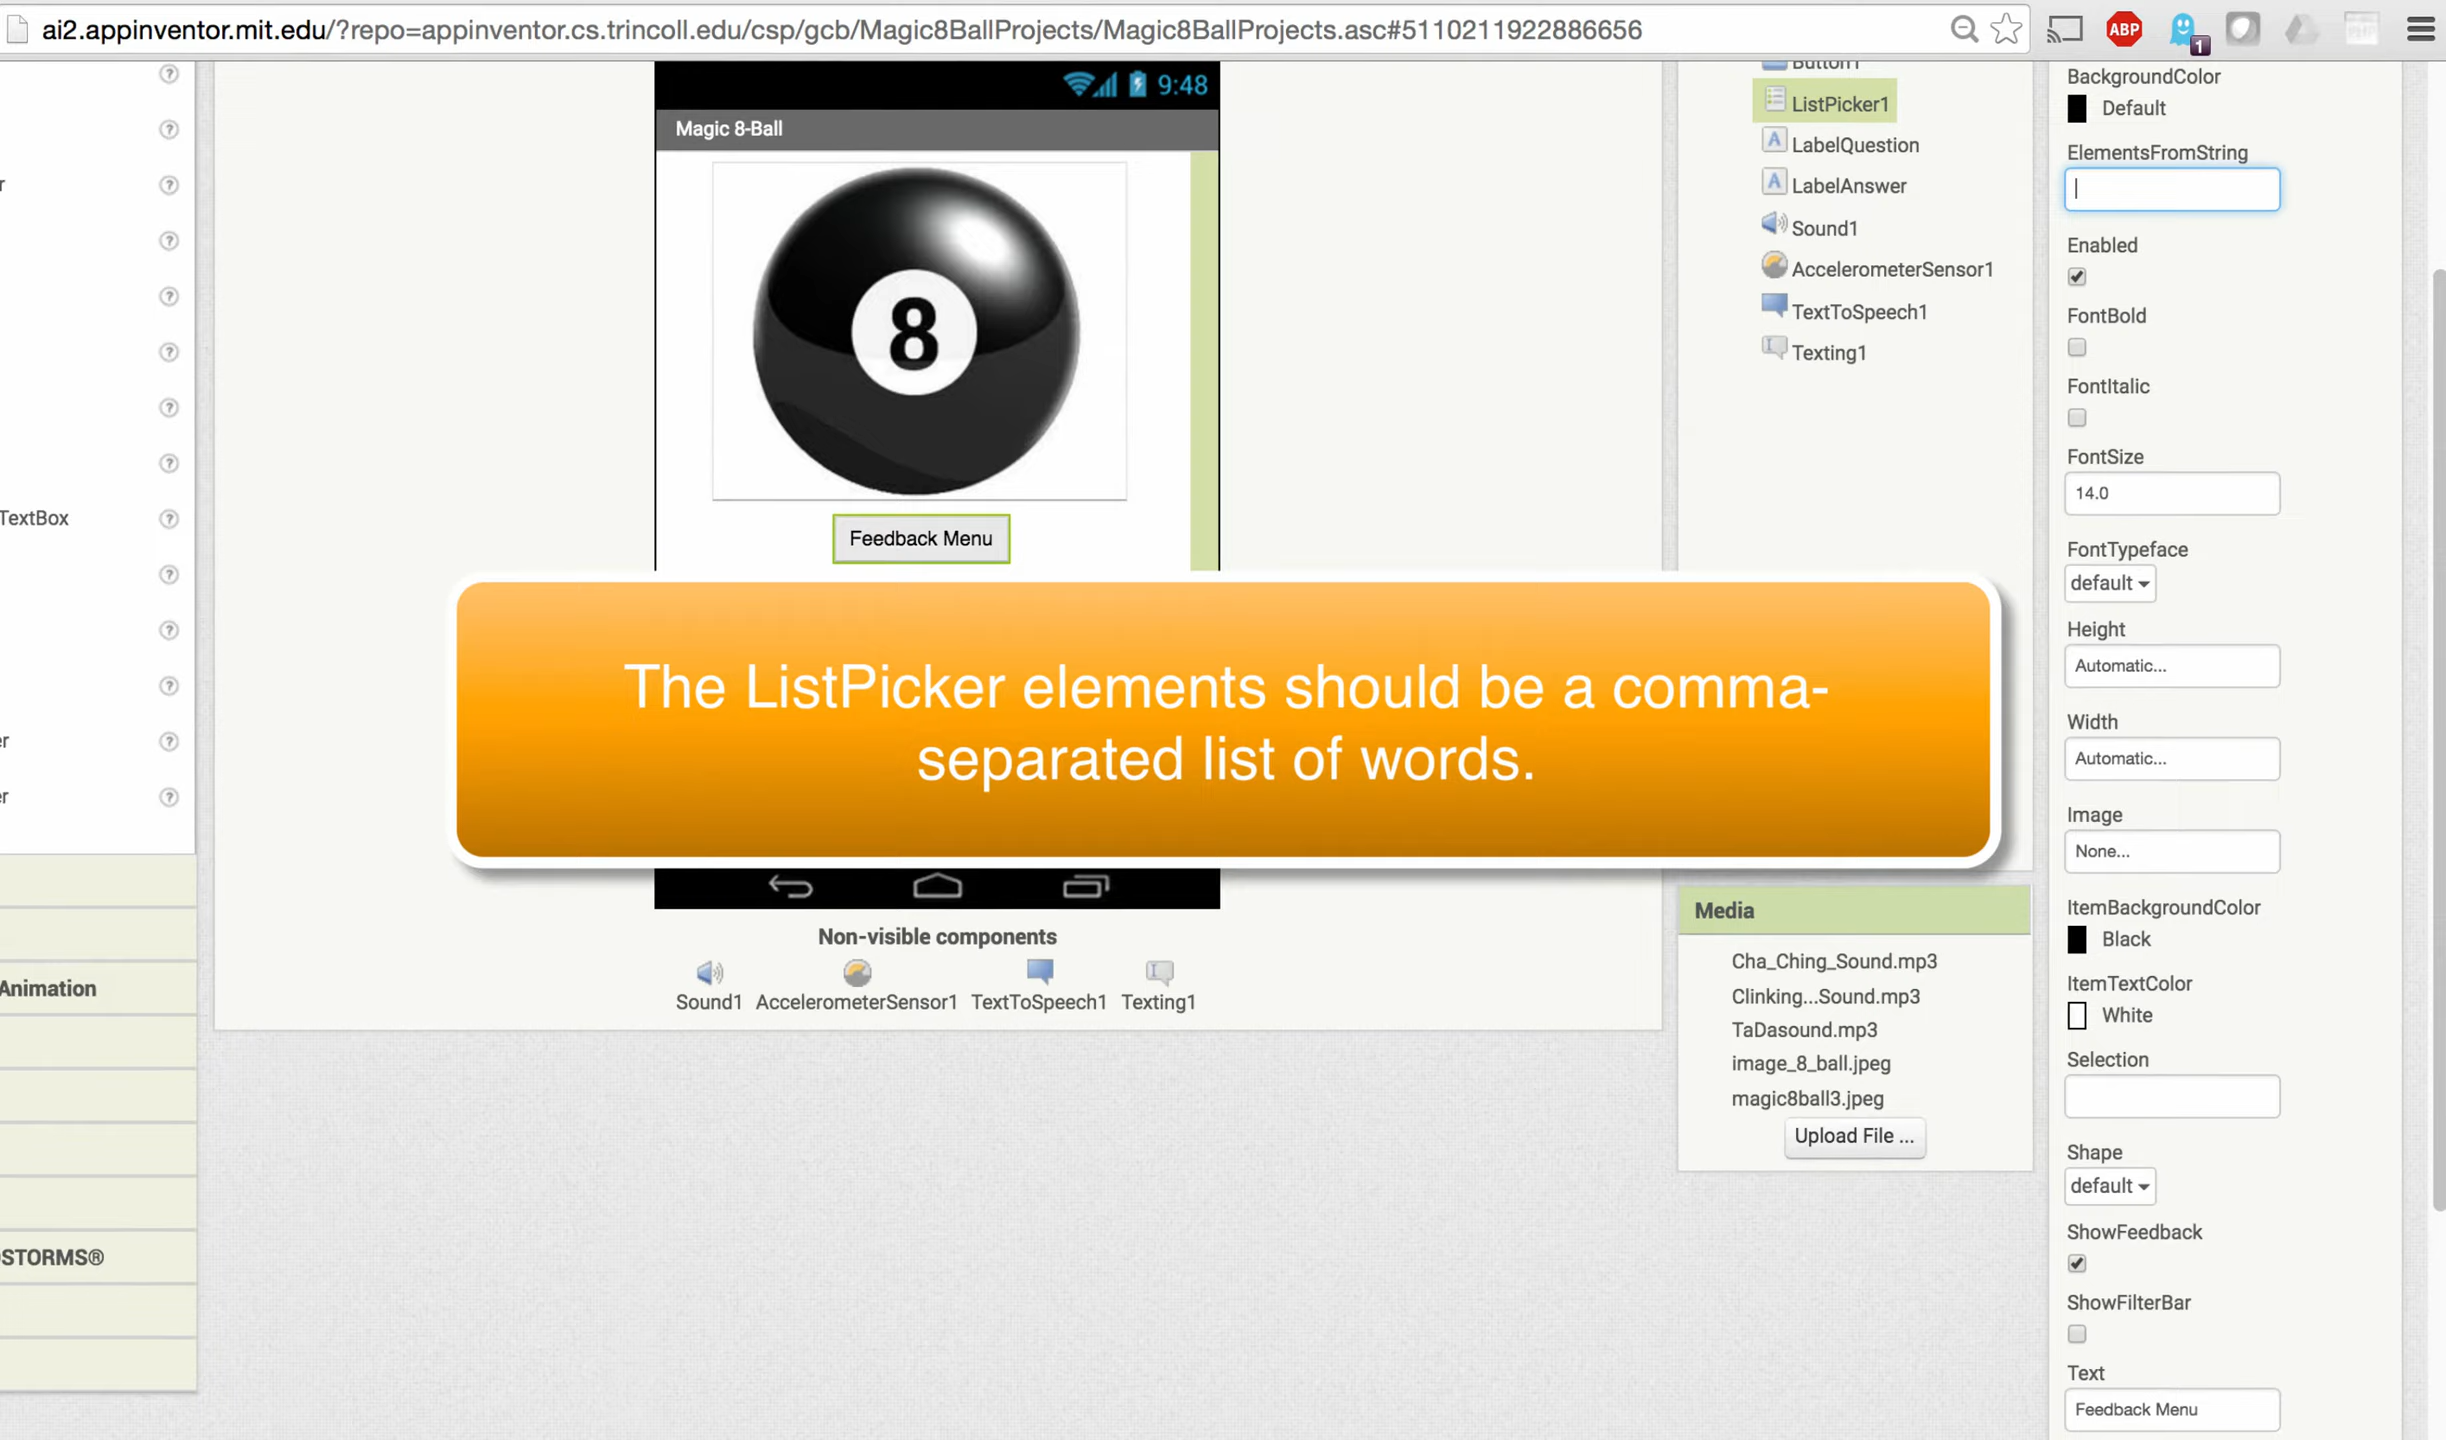 ai2.appinventor.mit.edu/?repo=appinventor.cs.trincoll.edu/csp/gcb/Magic8BallProjects/Magic8BallProjects.asc#5110211922886656
ABP
1
r
TextBox
er
er
Animation
STORMS®
9:48
Magic 8-Ball
8
Feedback Menu
The ListPicker elements should be a comma-
separated list of words.
Non-visible components
Sound1 AccelerometerSensor1 TextToSpeech1 Texting1
Button1
ListPicker1
LabelQuestion
LabelAnswer
Sound1
AccelerometerSensor1
TextToSpeech1
Texting1
Media
Cha_Ching_Sound.mp3
Clinking...Sound.mp3
TaDasound.mp3
image_8_ball.jpeg
magic8ball3.jpeg
Upload File ...
BackgroundColor
Default
ElementsFromString
Enabled
FontBold
FontItalic
FontSize
14.0
FontTypeface
default
Height
Automatic...
Width
Automatic...
Image
None...
ItemBackgroundColor
Black
ItemTextColor
White
Selection
Shape
default
ShowFeedback
ShowFilterBar
Text
Feedback Menu